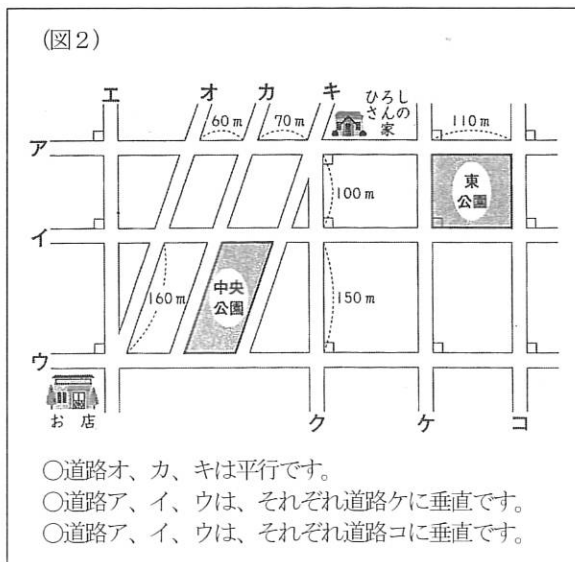 (図2)
エ オ カ キ
60m 70m
ひろし
さんの
家
110m
ア
100m
東
公園
イ
160m
中央
公園
150m
ウ
お店
ク ケ コ
○道路オ、カ、キは平行です。
○道路ア、イ、ウは、それぞれ道路ケに垂直です。
○道路ア、イ、ウは、それぞれ道路コに垂直です。